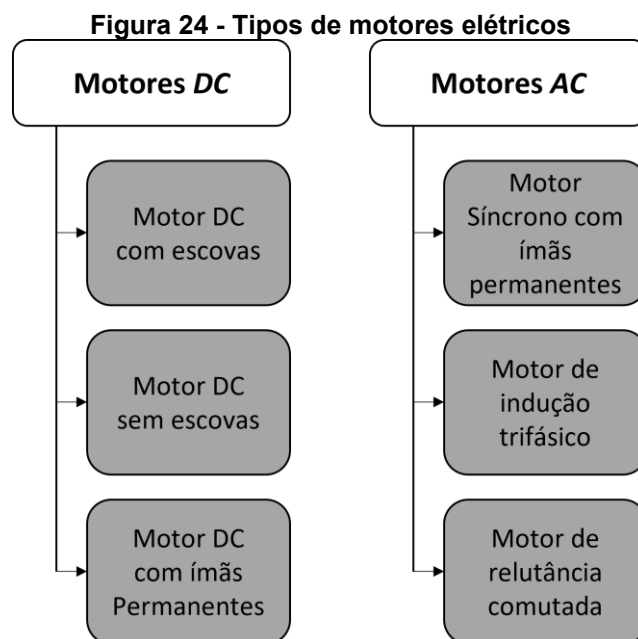 Figura 24 - Tipos de motores elétricos
Motores DC
Motor DC
com escovas
Motor DC
sem escovas
Motor DC
com ímãs
Permanentes
Motores AC
Motor
Síncrono com
ímãs
permanentes
Motor de
indução
trifásico
Motor de
relutância
comutada